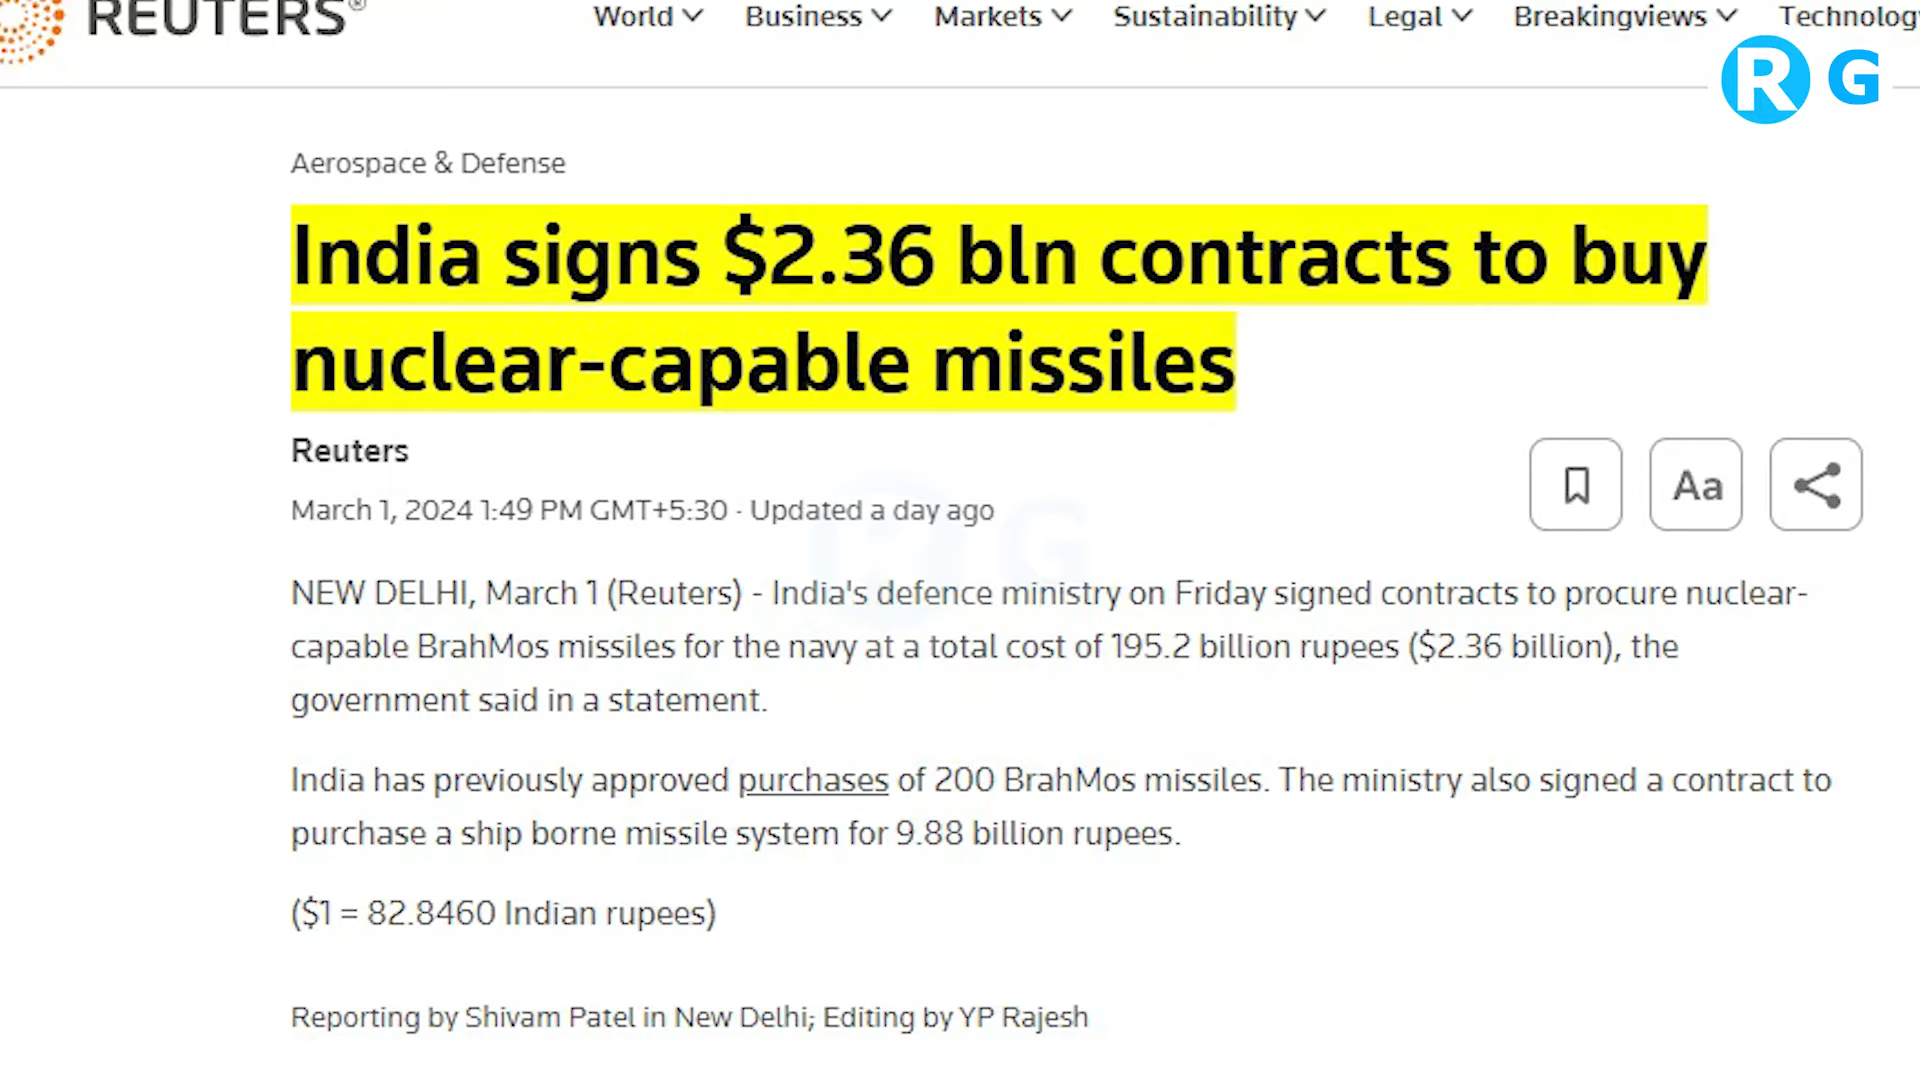 REUTERS®
World Business Markets Sustainability Legal Breakingviews Technology
R G
Aerospace & Defense
India signs $2.36 bln contracts to buy
nuclear-capable missiles
Reuters
March 1, 2024 1:49 PM GMT+5:30 · Updated a day ago
Aa
R G
NEW DELHI, March 1 (Reuters) - India's defence ministry on Friday signed contracts to procure nuclear-
capable BrahMos missiles for the navy at a total cost of 195.2 billion rupees ($2.36 billion), the
government said in a statement.
India has previously approved purchases of 200 BrahMos missiles. The ministry also signed a contract to
purchase a ship borne missile system for 9.88 billion rupees.
($1 = 82.8460 Indian rupees)
Reporting by Shivam Patel in New Delhi; Editing by YP Rajesh